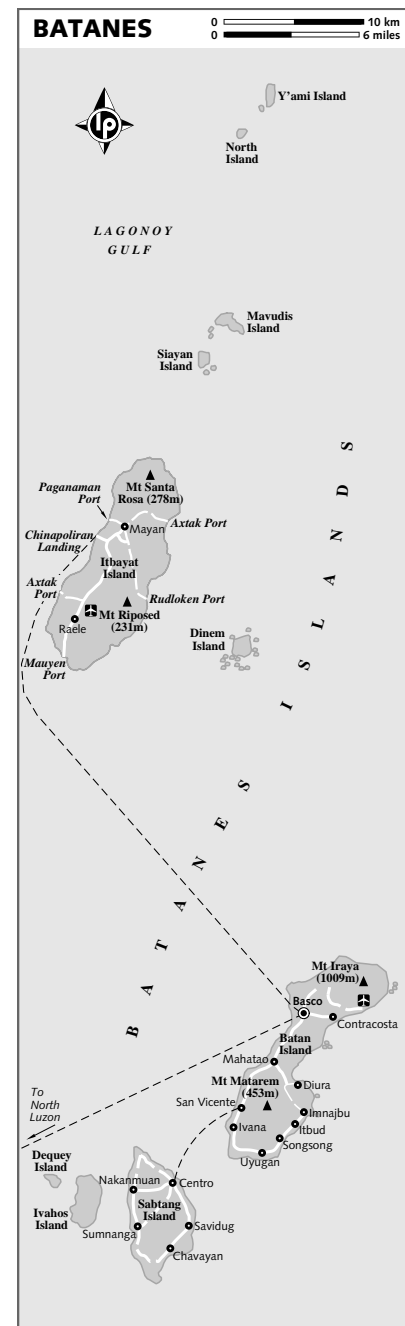 BATANES
0 10 km
0 6 miles
lp
Y'ami Island
North
Island
LAGONOY
GULF
Mavudis
Island
Siayan
Island
BATANES ISLANDS
Mt Santa
Rosa (278m)
Paganaman
Port
Mayan
Axtak Port
Chinapoliran
Landing
Itbayat
Island
Axtak
Port
Rudloken Port
Mt Riposed
(231m)
Raele
Dinem
Island
Mauyen
Port
Mt Iraya
(1009m)
Basco
Contracosta
Batan
Island
Mahatao
Mt Matarem
(453m)
Diura
San Vicente
Imnajbu
Ivana
Itbud
Songsong
Uyugan
To
North
Luzon
Dequey
Island
Nakanmuan
Centro
Ivahos
Island
Sabtang
Island
Sumnanga
Savidug
Chavayan